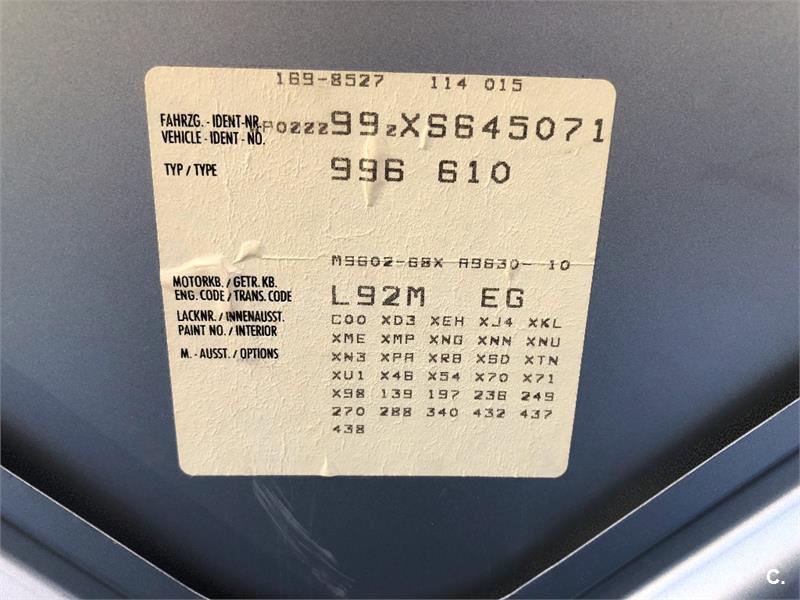 169-8527 114 015
FAHRZG. - IDENT-NR.
VEHICLE - IDENT - NO.
P0ZZZ99ZXS645071
TYP / TYPE 996 610
M9602-68X A9630- 10
MOTORKB. / GETR. KB.
ENG. CODE / TRANS. CODE L92M EG
LACKNR. / INNENAUSST. C00 XD3 XEH XJ4 XKL
PAINT NO. / INTERIOR XME XMP XNG XNN XNU
M. - AUSST. / OPTIONS XN3 XPA XRB XSD XTN
XU1 X46 X54 X70 X71
X98 139 197 236 249
270 288 340 432 437
438
C.